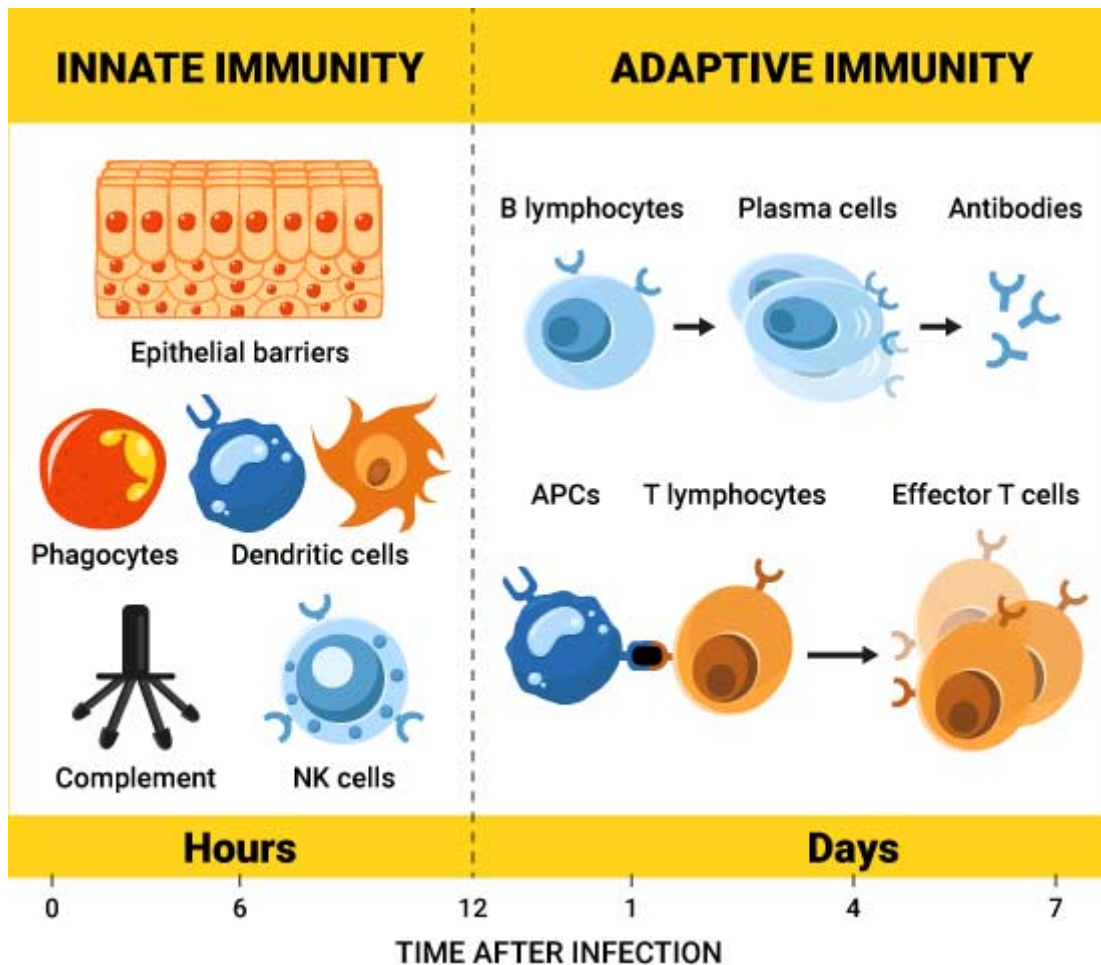 INNATE IMMUNITY
ADAPTIVE IMMUNITY
Epithelial barriers
Phagocytes
Dendritic cells
Complement
NK cells
B lymphocytes
Plasma cells
Antibodies
APCs
T lymphocytes
Effector T cells
Hours
Days
0
6
12
1
4
7
TIME AFTER INFECTION